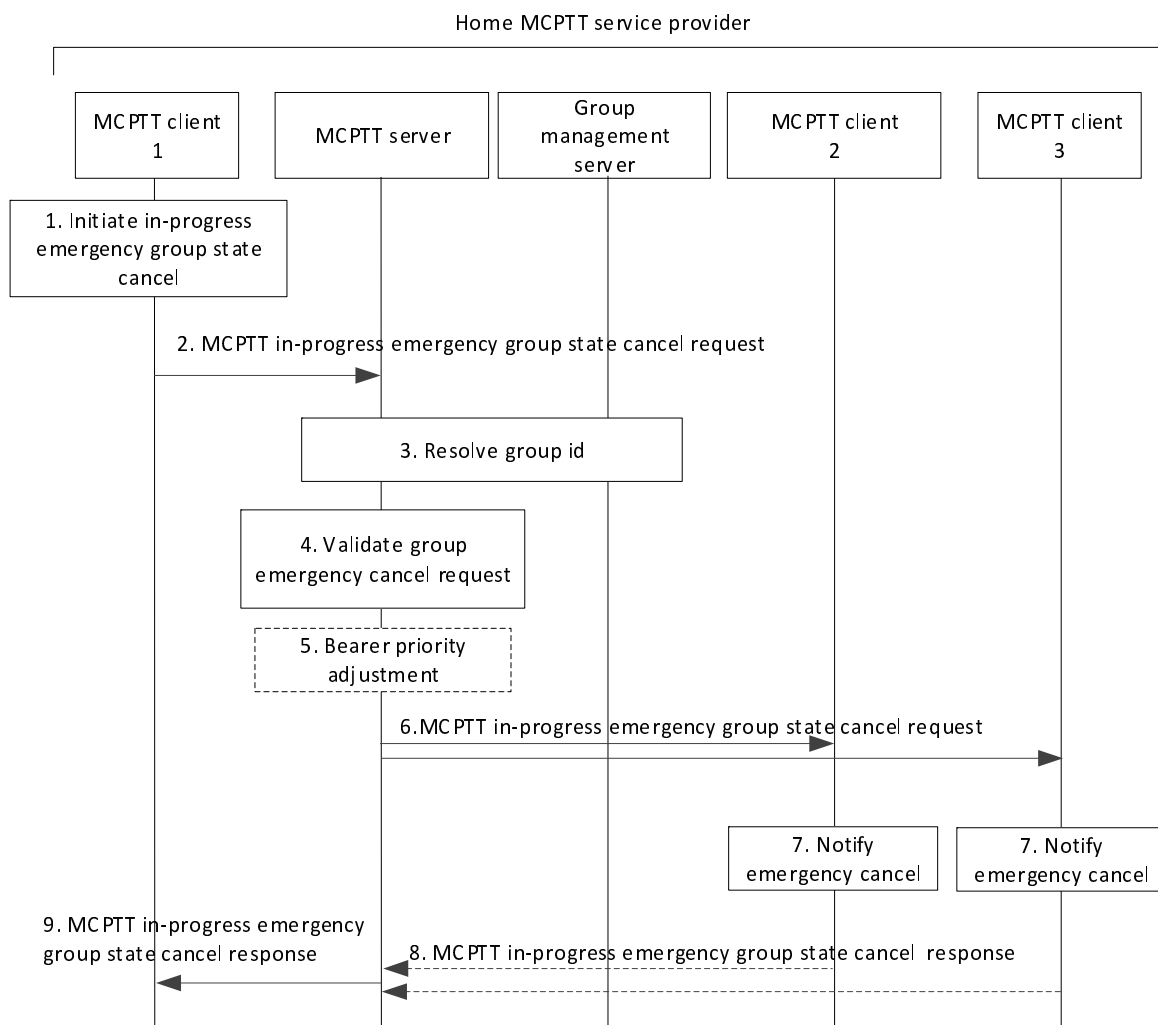 Home MCPTT service provider
MCPTT client
1
MCPTT server
Group
management
server
MCPTT client
2
MCPTT client
3
1. Initiate in-progress
emergency group state
cancel
2. MCPTT in-progress emergency group state cancel request
3. Resolve group id
4. Validate group
emergency cancel request
5. Bearer priority
adjustment
6.MCPTT in-progress emergency group state cancel request
7. Notify
emergency cancel
7. Notify
emergency cancel
9. MCPTT in-progress emergency
group state cancel response
8. MCPTT in-progress emergency group state cancel response